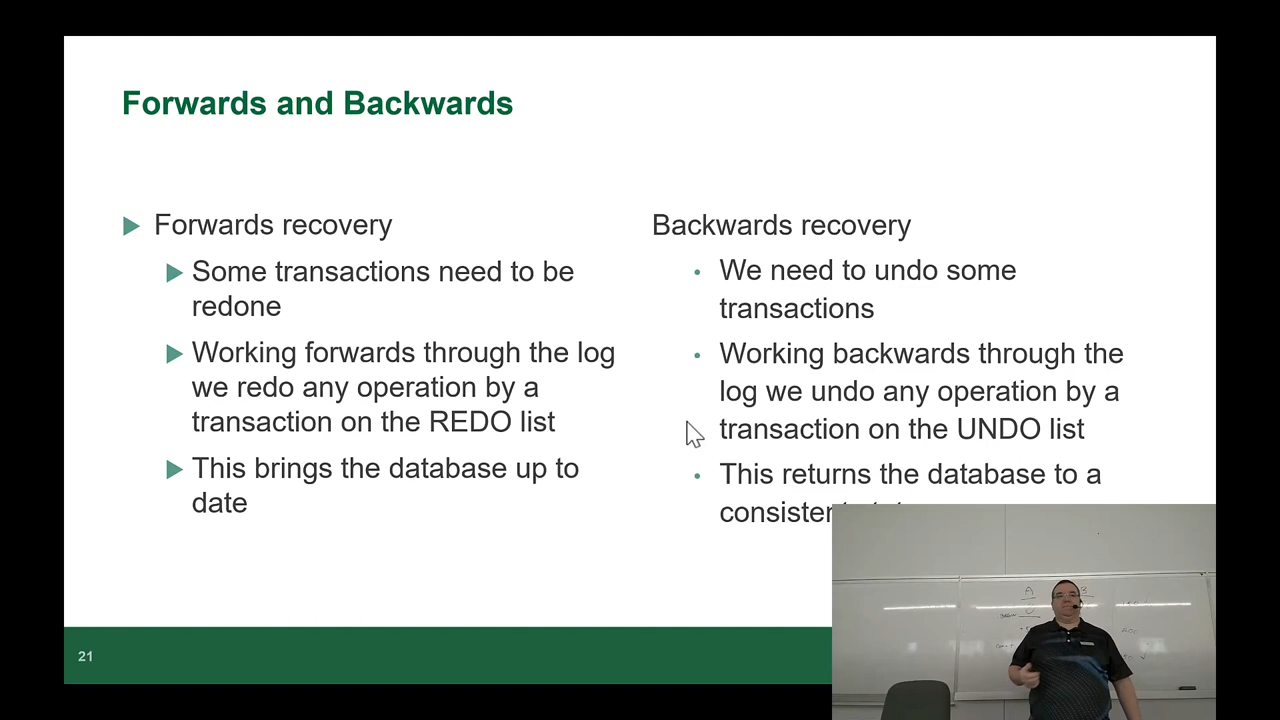 Forwards and Backwards
Forwards recovery
Some transactions need to be
redone
Working forwards through the log
we redo any operation by a
transaction on the REDO list
This brings the database up to
date
Backwards recovery
We need to undo some
transactions
Working backwards through the
log we undo any operation by a
transaction on the UNDO list
This returns the database to a
21
A
B